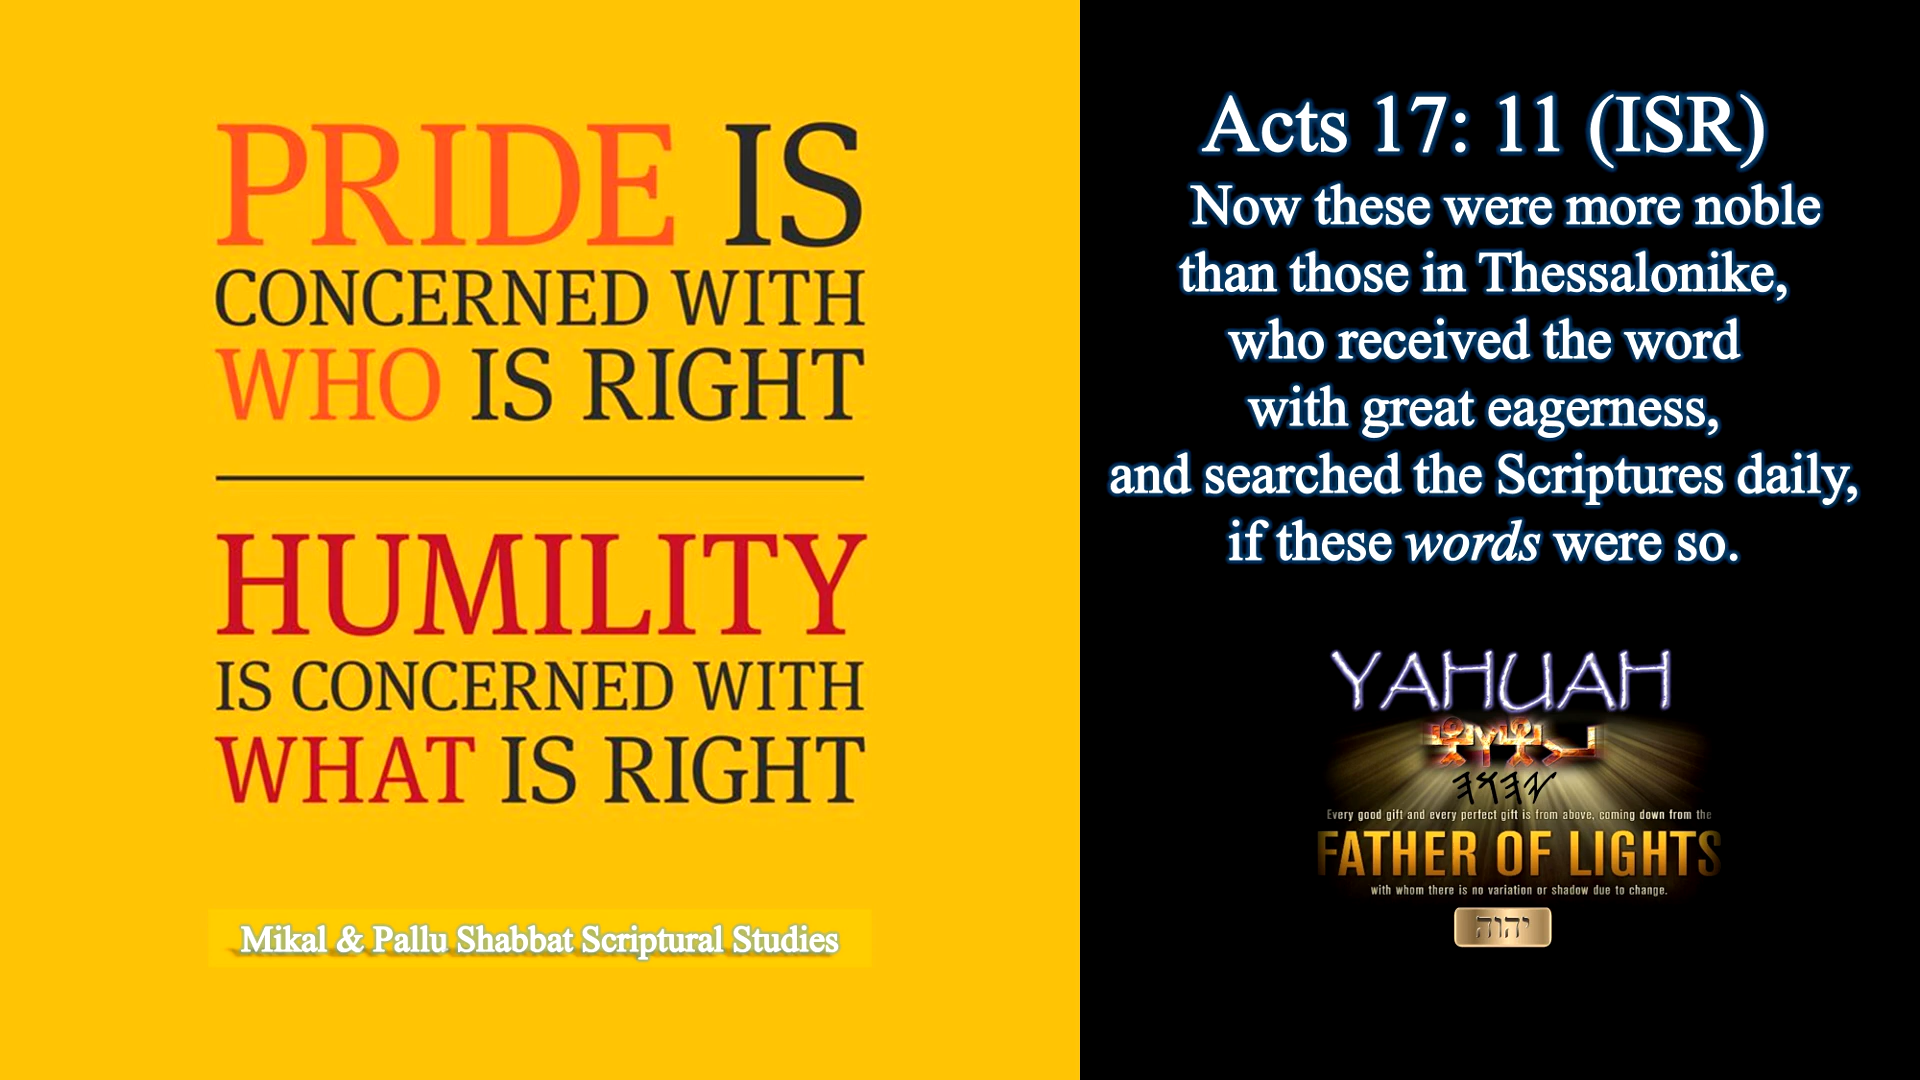 PRIDE IS
CONCERNED WITH
WHO IS RIGHT
HUMILITY
IS CONCERNED WITH
WHAT IS RIGHT
Mikal & Pallu Shabbat Scriptural Studies
Acts 17: 11 (ISR)
Now these were more noble
than those in Thessalonike,
who received the word
with great eagerness,
and searched the Scriptures daily,
if these words were so.
YAHUAH
𐤉𐤄𐤅𐤄
Every good gift and every perfect gift is from above, coming down from the
FATHER OF LIGHTS
with whom there is no variation or shadow due to change.
יהוה